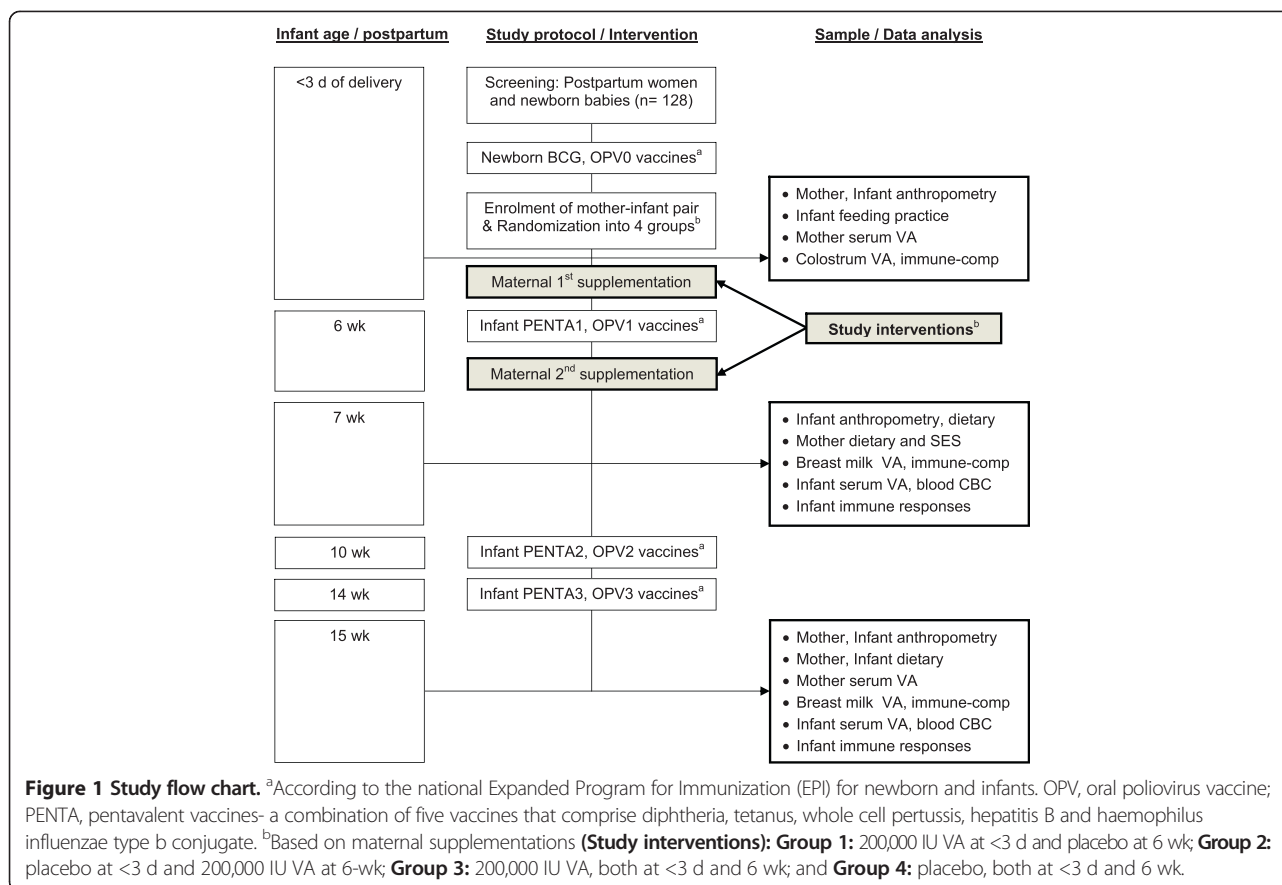 Infant age / postpartum
Study protocol / Intervention
Sample / Data analysis
<3 d of delivery
Screening: Postpartum women
and newborn babies (n= 128)
Newborn BCG, OPV0 vaccinesa
Enrolment of mother-infant pair
& Randomization into 4 groupsb
• Mother, Infant anthropometry
• Infant feeding practice
• Mother serum VA
• Colostrum VA, immune-comp
Maternal 1st supplementation
6 wk
Infant PENTA1, OPV1 vaccinesa
Study interventionsb
Maternal 2nd supplementation
7 wk
• Infant anthropometry, dietary
• Mother dietary and SES
• Breast milk VA, immune-comp
• Infant serum VA, blood CBC
• Infant immune responses
10 wk
Infant PENTA2, OPV2 vaccinesa
14 wk
Infant PENTA3, OPV3 vaccinesa
15 wk
• Mother, Infant anthropometry
• Mother, Infant dietary
• Mother serum VA
• Breast milk VA, immune-comp
• Infant serum VA, blood CBC
• Infant immune responses
Figure 1 Study flow chart. aAccording to the national Expanded Program for Immunization (EPI) for newborn and infants. OPV, oral poliovirus vaccine;
PENTA, pentavalent vaccines- a combination of five vaccines that comprise diphtheria, tetanus, whole cell pertussis, hepatitis B and haemophilus
influenzae type b conjugate. bBased on maternal supplementations (Study interventions): Group 1: 200,000 IU VA at <3 d and placebo at 6 wk; Group 2:
placebo at <3 d and 200,000 IU VA at 6-wk; Group 3: 200,000 IU VA, both at <3 d and 6 wk; and Group 4: placebo, both at <3 d and 6 wk.